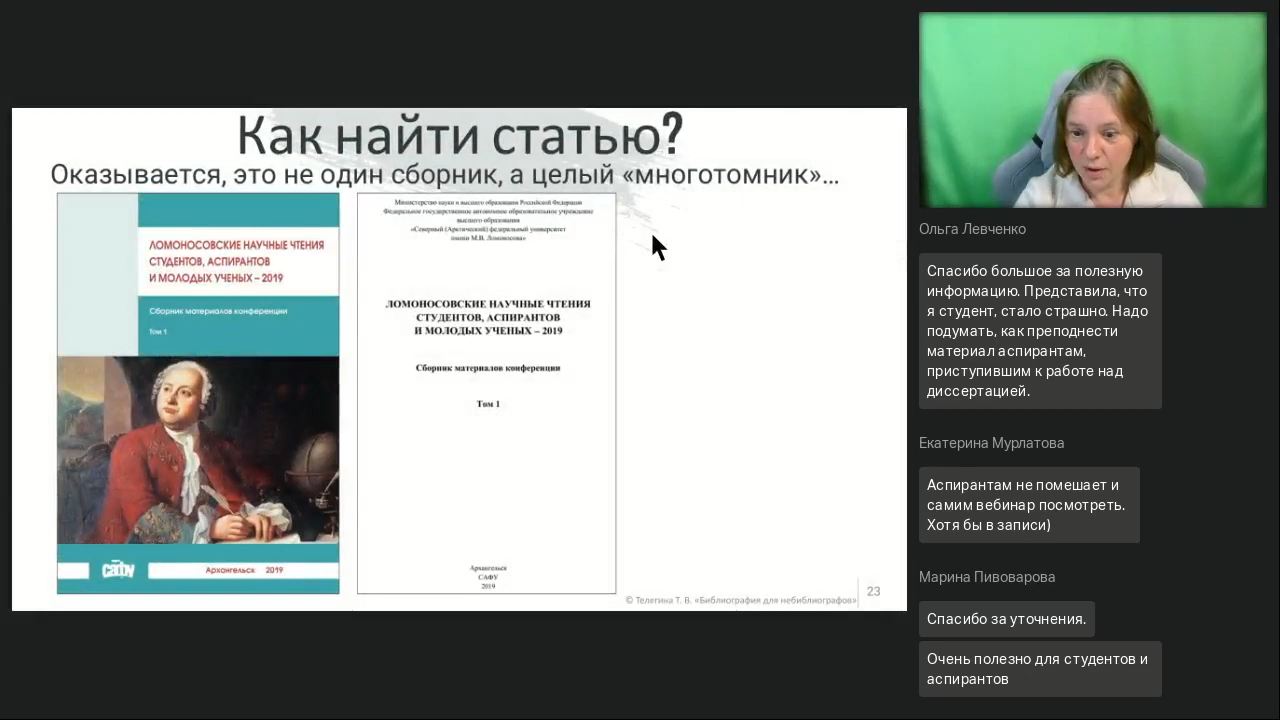 Как найти статью?
Оказывается, это не один сборник, а целый «многотомник»...
ЛОМОНОСОВСКИЕ НАУЧНЫЕ ЧТЕНИЯ
СТУДЕНТОВ, АСПИРАНТОВ
И МОЛОДЫХ УЧЕНЫХ – 2019
Сборник материалов конференции
Том 1
сафу
Архангельск 2019
Министерство науки и высшего образования Российской Федерации
Федеральное государственное автономное образовательное учреждение
высшего образования
«Северный (Арктический) федеральный университет
имени М.В. Ломоносова»
ЛОМОНОСОВСКИЕ НАУЧНЫЕ ЧТЕНИЯ
СТУДЕНТОВ, АСПИРАНТОВ
И МОЛОДЫХ УЧЕНЫХ – 2019
Сборник материалов конференции
Том 1
Архангельск
САФУ
2019
© Телегина Т. В. «Библиография для небиблиографов»
23
Ольга Левченко
Спасибо большое за полезную
информацию. Представила, что
я студент, стало страшно. Надо
подумать, как преподнести
материал аспирантам,
приступившим к работе над
диссертацией.
Екатерина Мурлатова
Аспирантам не помешает и
самим вебинар посмотреть.
Хотя бы в записи)
Марина Пивоварова
Спасибо за уточнения.
Очень полезно для студентов и
аспирантов